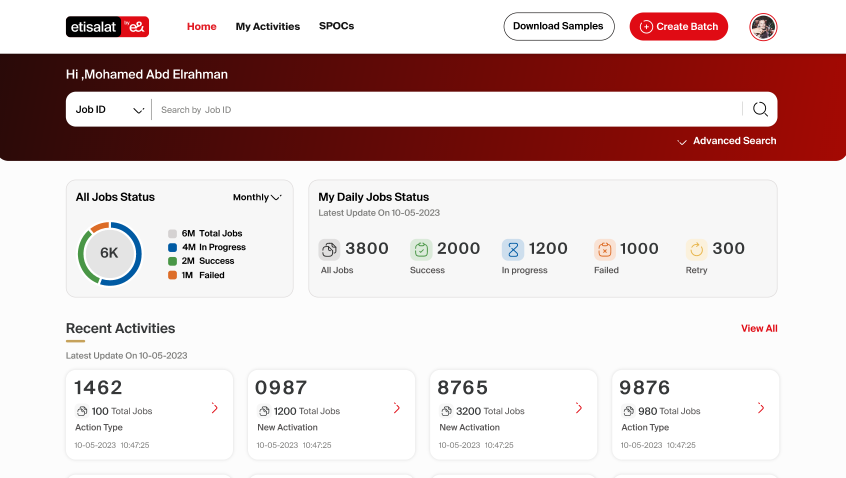 etisalat by e&
Home My Activities SPOCs
Download Samples
Create Batch
Hi ,Mohamed Abd Elrahman
Job ID
Search by Job ID
Advanced Search
All Jobs Status
Monthly
6K
6M Total Jobs
4M In Progress
2M Success
1M Failed
My Daily Jobs Status
Latest Update On 10-05-2023
3800 2000 1200 1000 300
All Jobs Success In progress Failed Retry
Recent Activities
View All
Latest Update On 10-05-2023
1462
100 Total Jobs
Action Type
10-05-2023 10:47:25
0987
1200 Total Jobs
New Activation
10-05-2023 10:47:25
8765
3200 Total Jobs
New Activation
10-05-2023 10:47:25
9876
980 Total Jobs
Action Type
10-05-2023 10:47:25